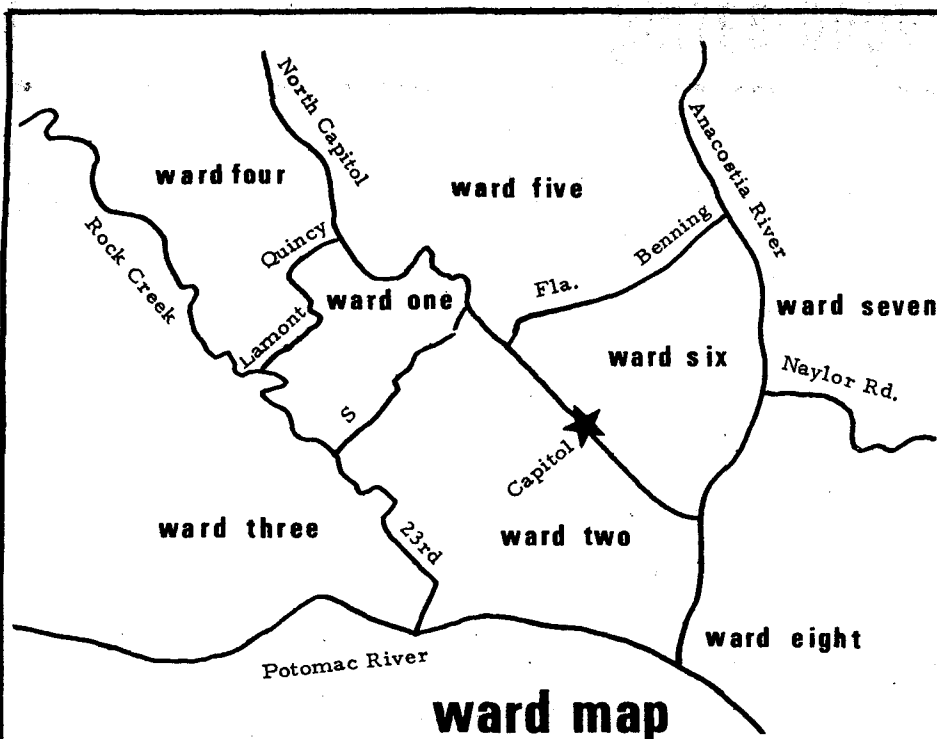 North Capitol
Anacostia River
ward four
ward five
Quincy
Benning
Rock Creek
Fla.
ward one
ward seven
Lamont
ward six
Naylor Rd.
S
Capitol
ward three
23rd
ward two
ward eight
Potomac River
ward map